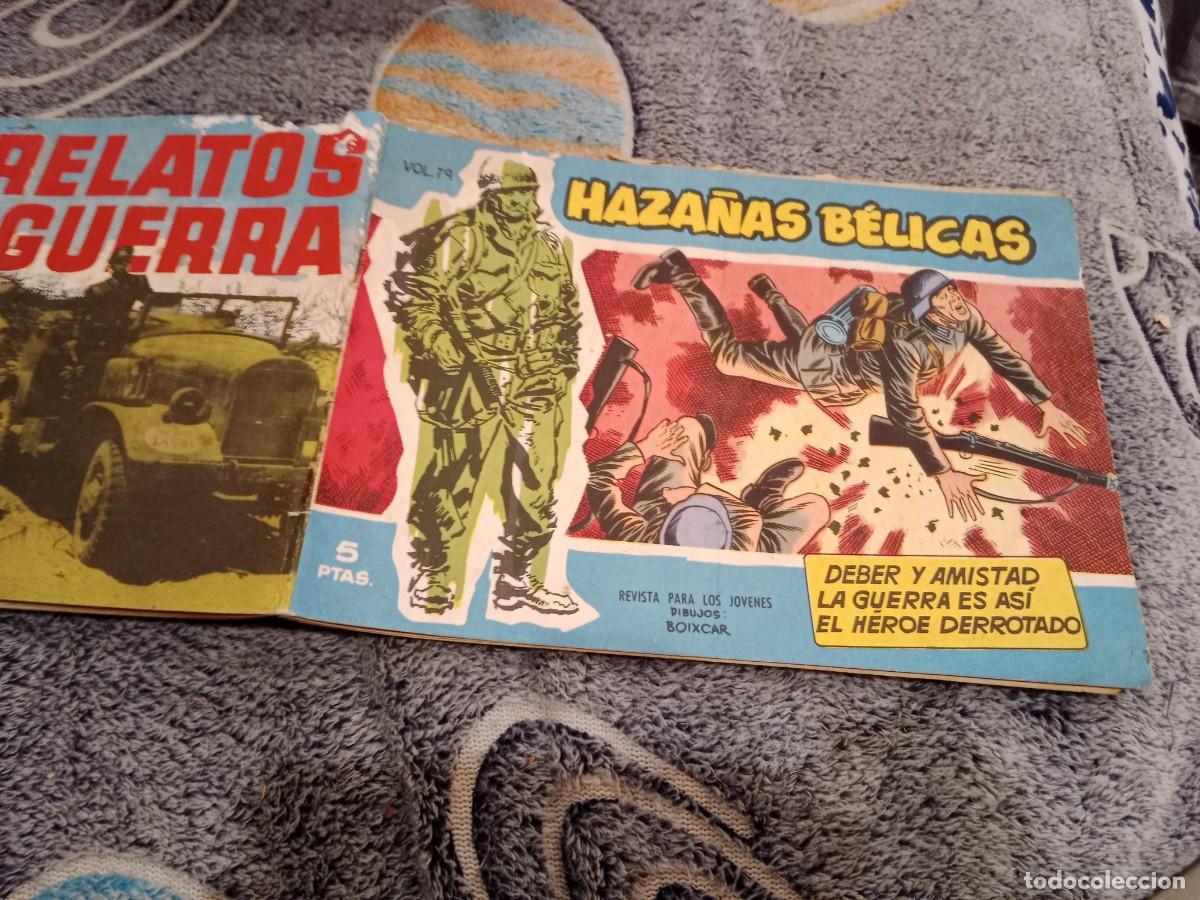 RELATOS
GUERRA
VOL. 79
HAZAÑAS BÉLICAS
5
PTAS.
REVISTA PARA LOS JOVENES
DIBUJOS:
BOIXCAR
DEBER Y AMISTAD
LA GUERRA ES ASÍ
EL HÉROE DERROTADO
todocoleccion